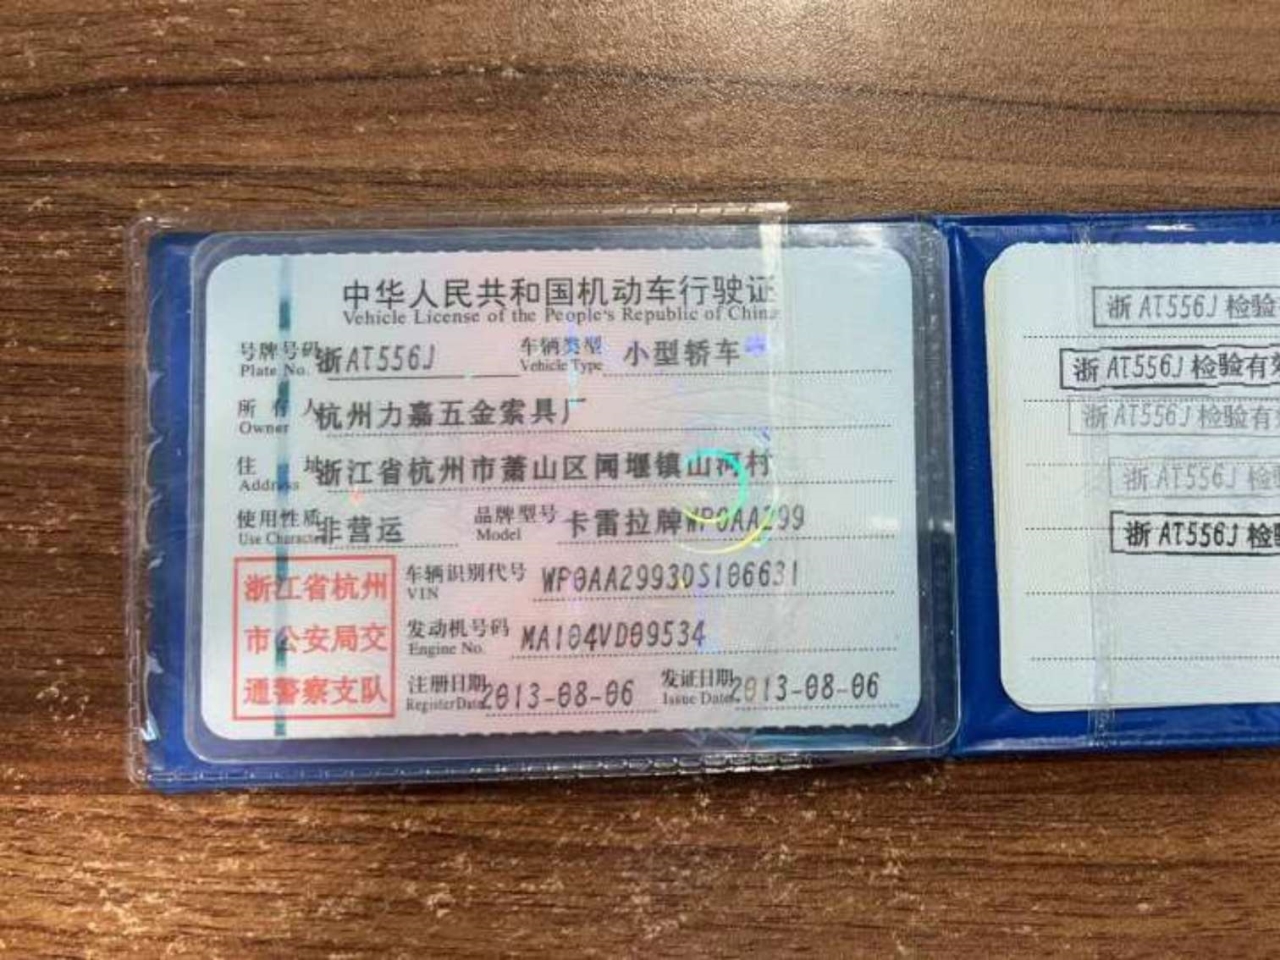 中华人民共和国机动车行驶证
Vehicle License of the People's Republic of China
号牌号码 浙AT556J 车辆类型 小型轿车
Plate No. Vehicle Type
所有人 杭州力嘉五金索具厂
Owner
住址 浙江省杭州市萧山区闻堰镇山河村
Address
使用性质 非营运 品牌型号 卡雷拉牌WP0AA299
Use Character Model
浙江省杭州
市公安局交
通警察支队
车辆识别代号 WP0AA2993DS106631
VIN
发动机号码 MA104VD09534
Engine No.
注册日期 2013-08-06 发证日期 2013-08-06
Register Date Issue Date
浙AT556J检验
浙AT556J检验有效
浙AT556J检验有
浙AT556J检
浙AT556J检